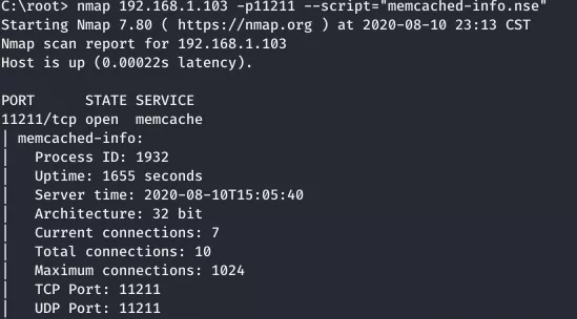 C:\root> nmap 192.168.1.103 -p11211 --script="memcached-info.nse"
Starting Nmap 7.80 ( https://nmap.org ) at 2020-08-10 23:13 CST
Nmap scan report for 192.168.1.103
Host is up (0.00022s latency).

PORT      STATE SERVICE
11211/tcp open  memcache
| memcached-info:
|   Process ID: 1932
|   Uptime: 1655 seconds
|   Server time: 2020-08-10T15:05:40
|   Architecture: 32 bit
|   Current connections: 7
|   Total connections: 10
|   Maximum connections: 1024
|   TCP Port: 11211
|   UDP Port: 11211